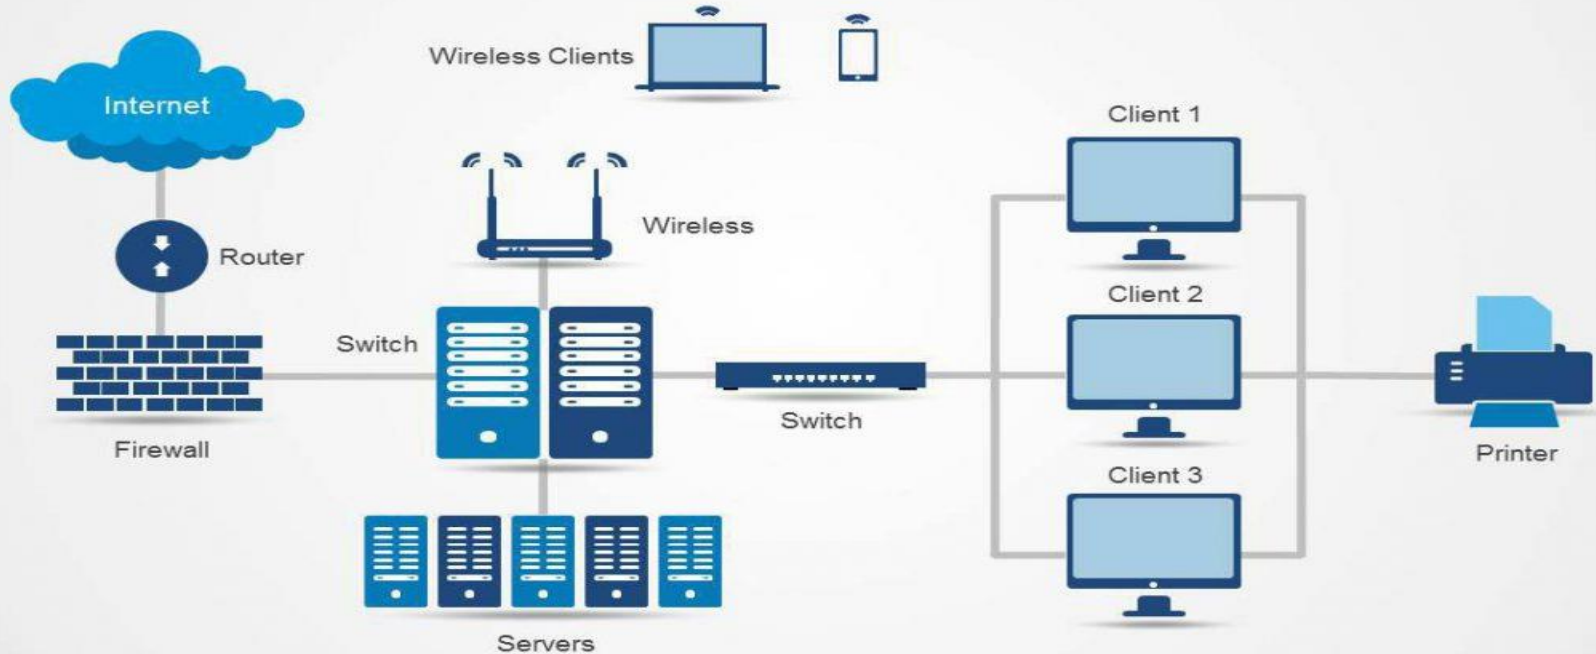 Wireless Clients
Internet
Client 1
Wireless
Router
Client 2
Switch
Switch
Firewall
Printer
Client 3
Servers